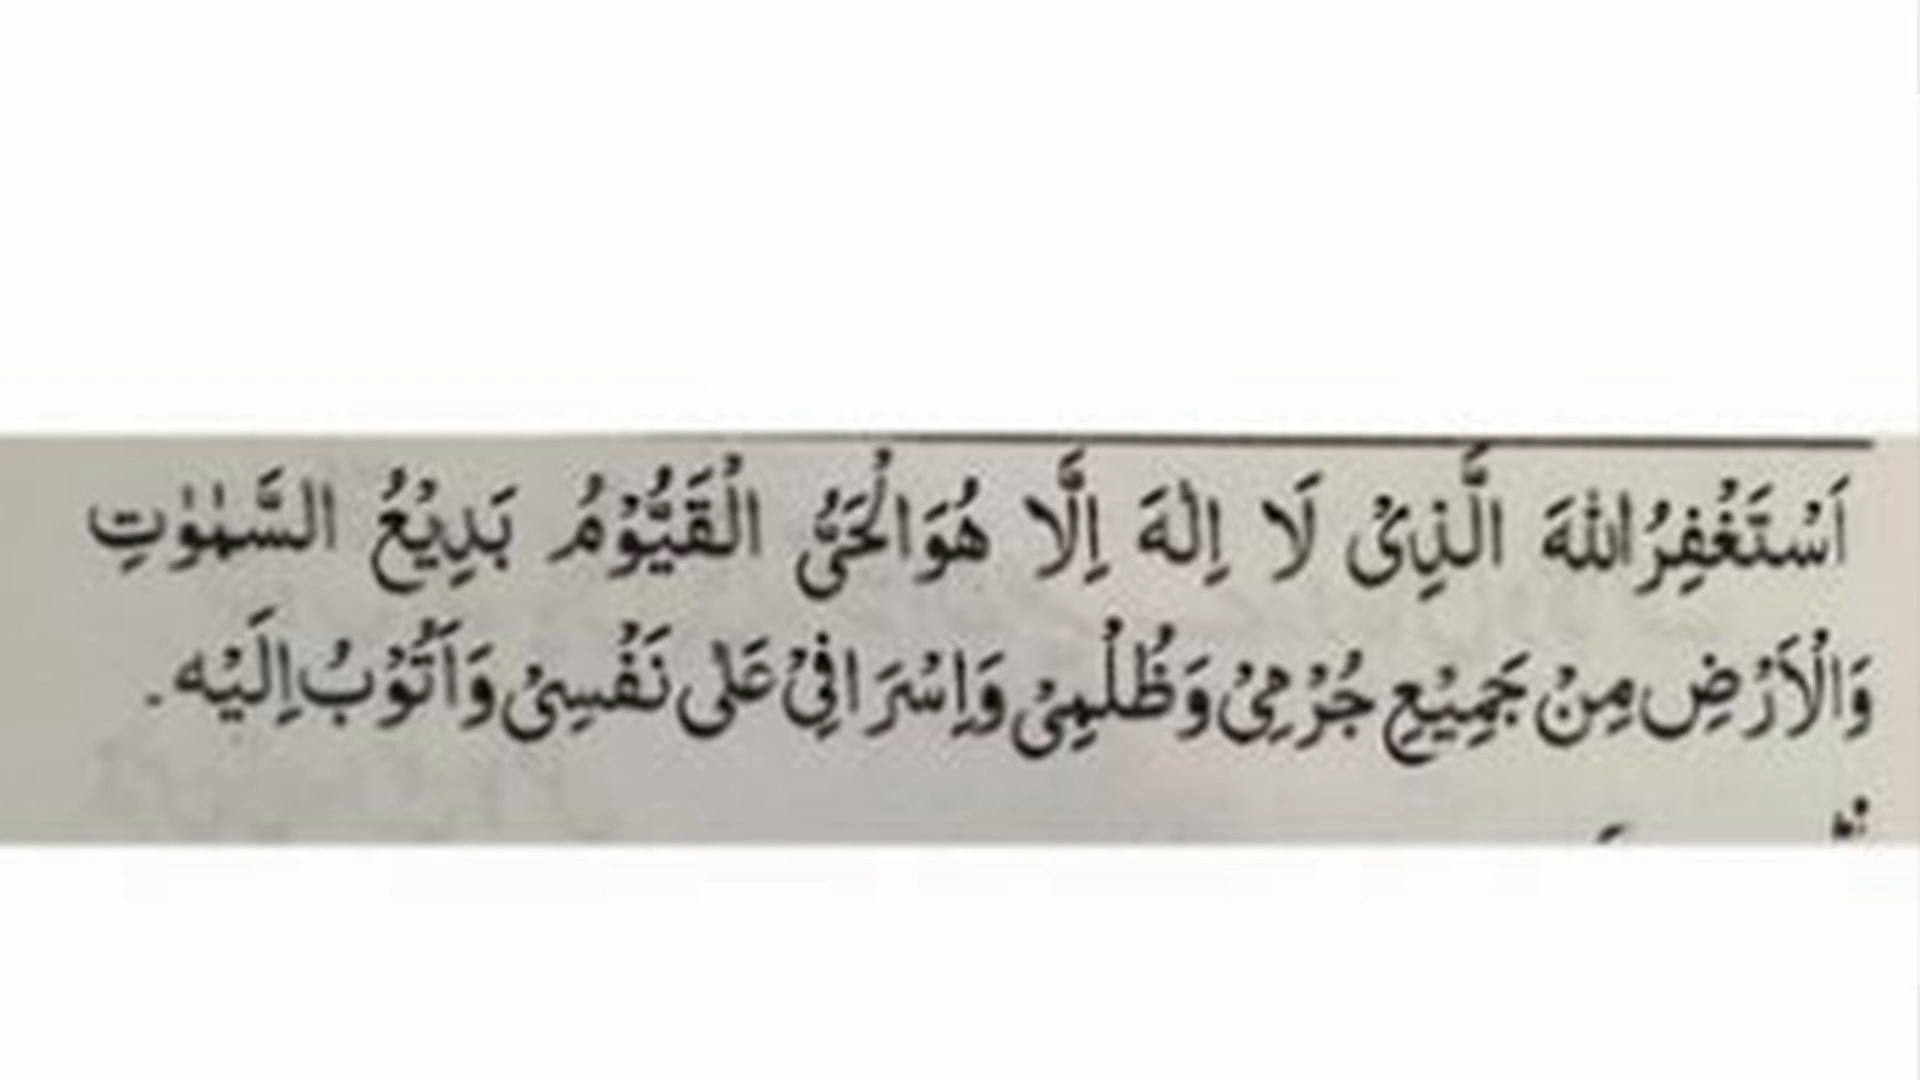 اَسْتَغْفِرُاللهَ الَّذِىْ لَا اِلٰهَ اِلَّا هُوَالْحَىُّ الْقَيُّوْمُ بَدِيْعُ السَّمٰوٰتِ
وَالْاَرْضِ مِنْ جَمِيْعِ جُرْمِىْ وَظُلْمِىْ وَاِسْرَافِىْ عَلٰى نَفْسِىْ وَاَتُوْبُ اِلَيْه.